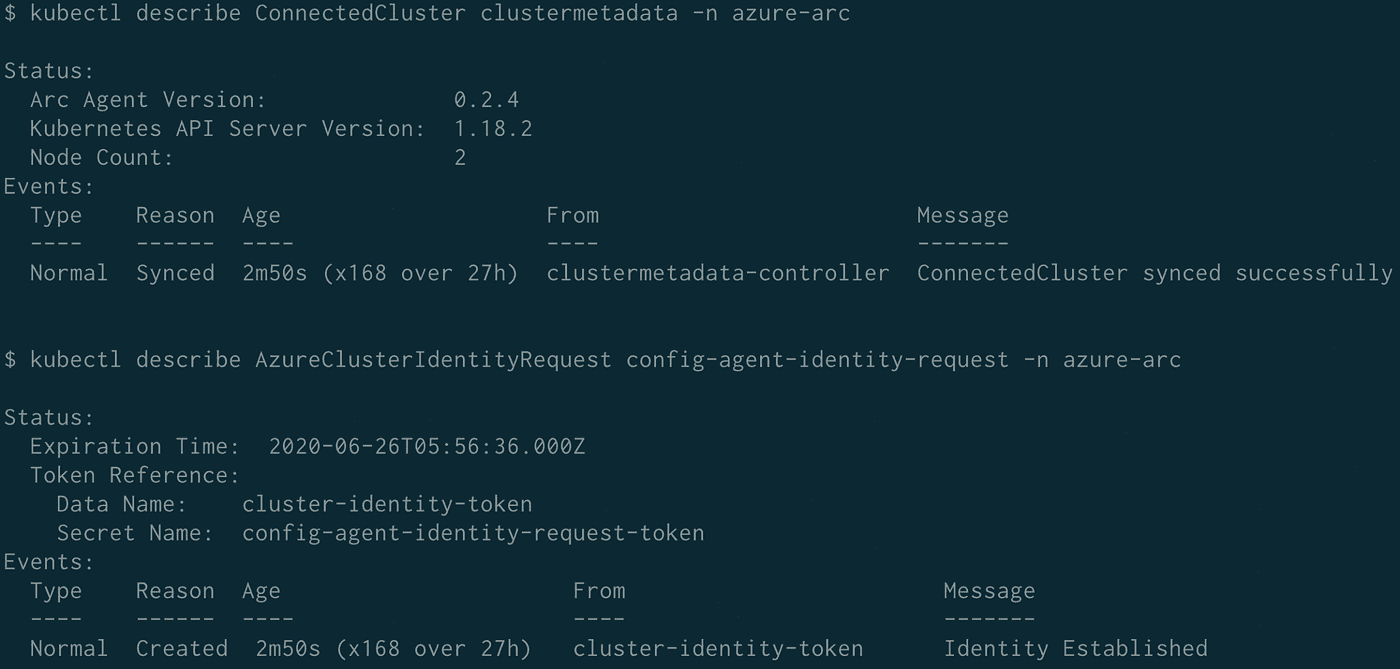 $ kubectl describe ConnectedCluster clustermetadata -n azure-arc
Status:
  Arc Agent Version:              0.2.4
  Kubernetes API Server Version:  1.18.2
  Node Count:                     2
Events:
  Type    Reason  Age                    From                        Message
  ----    ------  ----                   ----                        -------
  Normal  Synced  2m50s (x168 over 27h)  clustermetadata-controller  ConnectedCluster synced successfully
$ kubectl describe AzureClusterIdentityRequest config-agent-identity-request -n azure-arc
Status:
  Expiration Time:  2020-06-26T05:56:36.000Z
  Token Reference:
    Data Name:    cluster-identity-token
    Secret Name:  config-agent-identity-request-token
Events:
  Type    Reason  Age                      From                        Message
  ----    ------  ----                     ----                        -------
  Normal  Created  2m50s (x168 over 27h)   cluster-identity-token      Identity Established